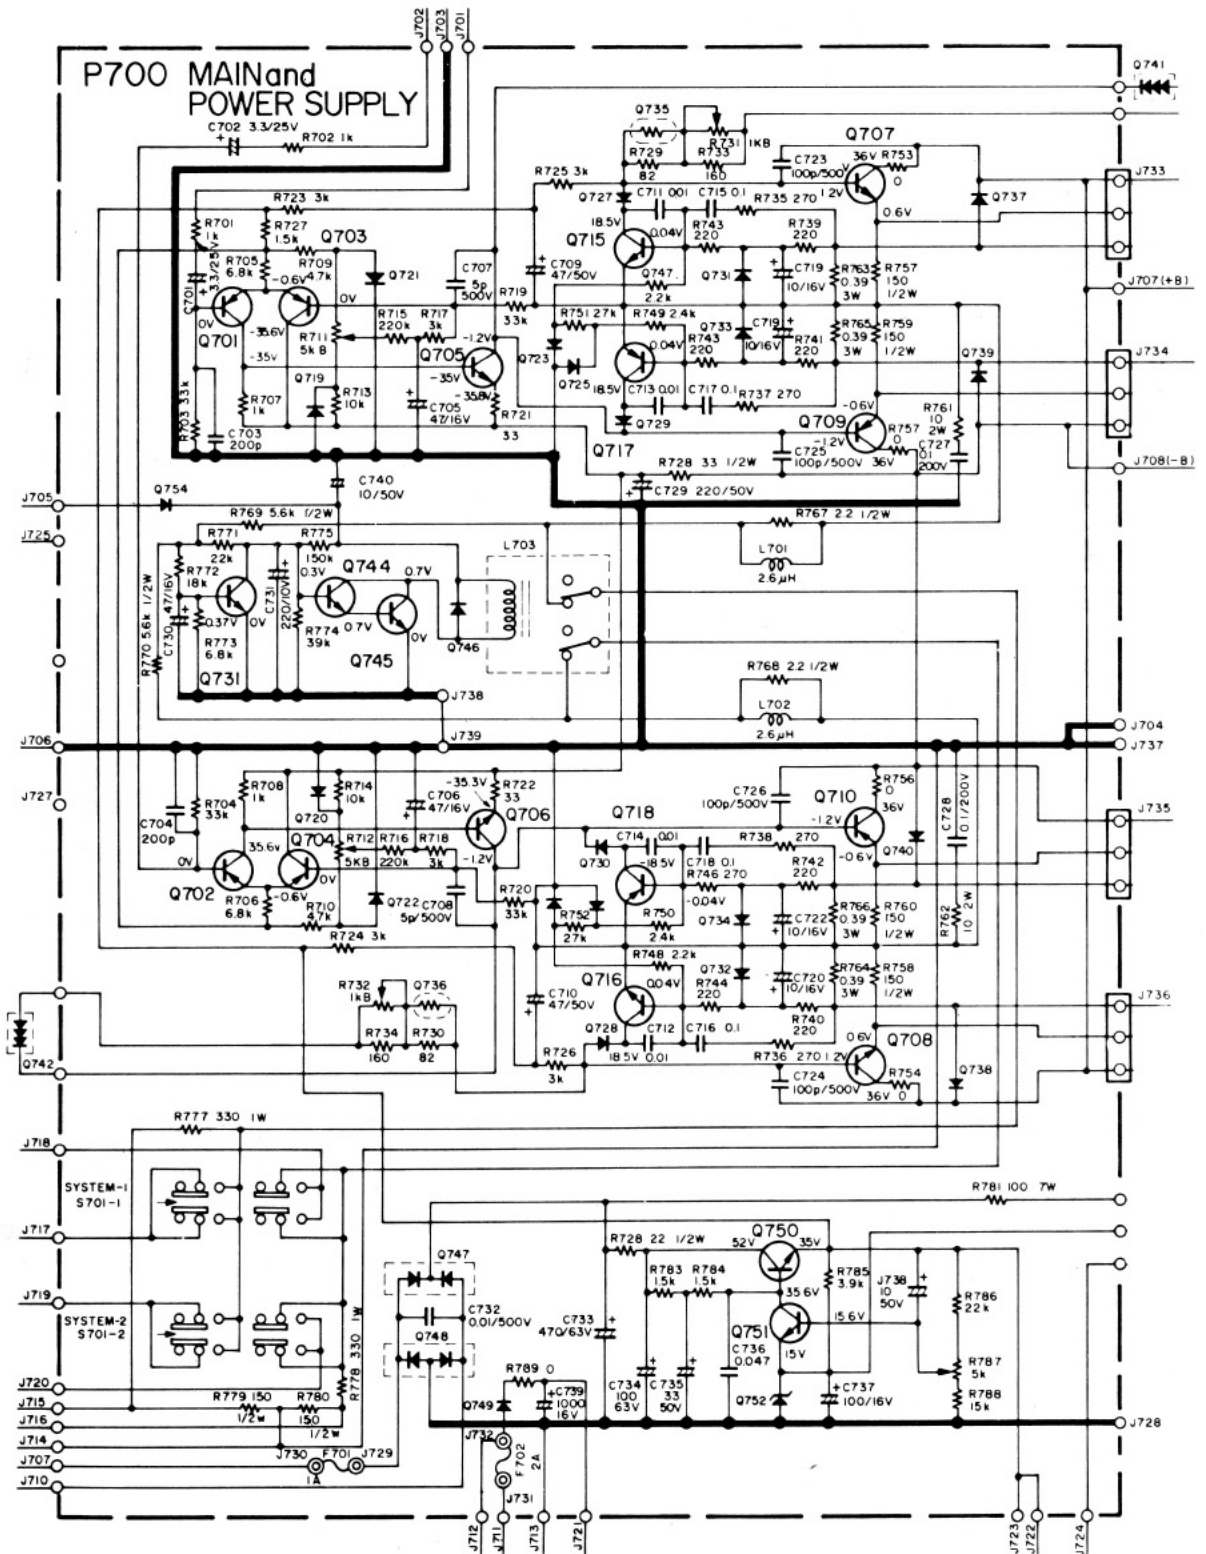 J702
J703
J701
P700 MAIN and
POWER SUPPLY
Q741
C702 3.3/25V
R702 1k
Q735
R731 1KB
R729
82
R733
160
C723
100p/500V
Q707
36V
R753
0
1.2V
0.6V
J733
R725 3k
Q727
C711 0.01
C715 0.1
R735 270
Q737
R723 3k
R701
1k
R727
1.5k
Q703
18.5V
0.04V
R743
220
R739
220
Q715
C701
3.3/25V
R705
6.8k
R709
4.7k
-0.6V
Q721
C707
5p
500V
C709
47/50V
Q747
2.2k
Q731
C719
10/16V
R763
0.39
3W
R757
150
1/2W
J707(+B)
0V
R719
33k
R715
220k
R717
3k
0V
Q701
-35.6V
-35V
R711
5kB
R751 27k
R749 2.4k
Q733
C719
10/16V
R765
0.39
3W
R759
150
1/2W
-1.2V
Q705
-35V
-35.8V
Q723
Q725
0.04V
R743
220
R741
220
Q739
J734
Q719
R707
1k
R713
10k
C705
47/16V
R721
33
18.5V
C713 0.01
C717 0.1
R737 270
Q729
Q717
R703 33k
C703
200p
-0.6V
Q709
-1.2V
R757
0
36V
R761
10
2W
C727
0.1
200V
C725
100p/500V
J708(-B)
R728 33 1/2W
C740
10/50V
C729 220/50V
J705
Q754
R769 5.6k 1/2W
R767 2.2 1/2W
J725
R771
22k
R775
150k
L703
L701
2.6μH
R772
18k
0.3V
Q744
0.7V
C731
220/10V
R770 5.6k 1/2W
C730 47/16V
0.37V
0V
R773
6.8k
R774
39k
0.7V
0V
Q746
Q731
Q745
R768 2.2 1/2W
L702
2.6μH
J738
J704
J706
J739
J737
J727
C704
200p
R704
33k
R708
1k
Q720
R714
10k
C706
47/16V
-35.3V
R722
33
C726
100p/500V
R756
0
36V
Q710
-1.2V
-0.6V
Q740
C728
0.1/200V
J735
Q706
Q718
C714 0.01
R738 270
0V
35.6V
Q704
R712
5KB
R716
220k
R718
3k
-1.2V
Q730
-18.5V
C718 0.1
R746 270
R742
220
Q702
-0.6V
0V
-0.04V
R706
6.8k
R710
4.7k
Q722
C708
5p/500V
R720
33k
R752
27k
R750
2.4k
Q734
C722
10/16V
R766
0.39
3W
R760
150
1/2W
R762
10 2W
R724 3k
R748 2.2k
Q732
C720
10/16V
R764
0.39
3W
R758
150
1/2W
Q716
0.04V
R744
220
R732
1kB
Q736
C710
47/50V
J736
Q728
C712
C716 0.1
R740
220
R734
160
R730
82
18.5V 0.01
R736 270
1.2V
0.6V
Q708
Q742
R726
3k
C724
100p/500V
R754
36V 0
Q738
R777 330 1W
J718
SYSTEM-1
S701-1
R781 100 7W
J717
Q747
R728 22 1/2W
Q750
52V
35V
R783
1.5k
R784
1.5k
R785
3.9k
J738
10
50V
J719
C732
0.01/500V
C733
470/63V
35.6V
R786
22k
SYSTEM-2
S701-2
Q748
Q751
15.6V
C736
0.047
15V
R787
5k
R778 330 1W
R789 0
C739
1000
16V
C734
100
63V
C735
33
50V
Q752
C737
100/16V
R788
15k
J720
J715
R779 150
1/2W
R780
150
1/2W
Q749
J716
J732
J728
J714
J707
J730
F701
1A
J729
F702
2A
J710
J731
J712
J711
J713
J721
J723
J722
J724